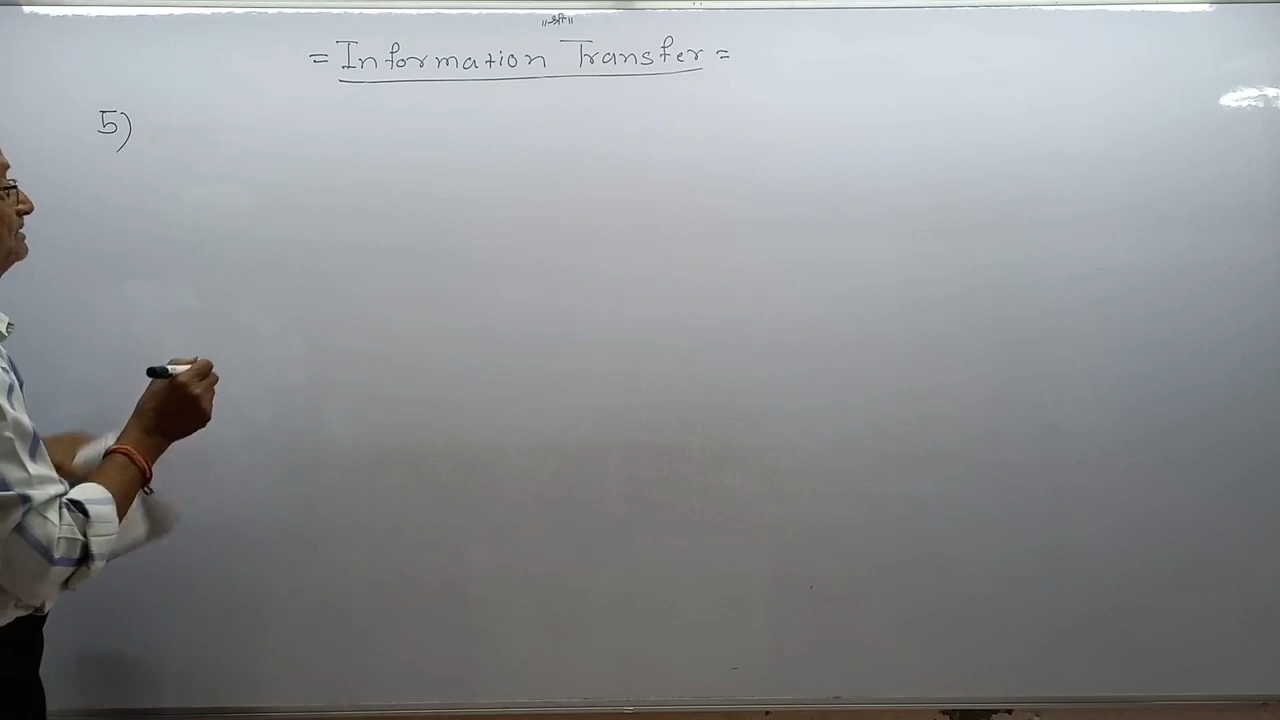 ॥श्री॥
= Information Transfer =
5)